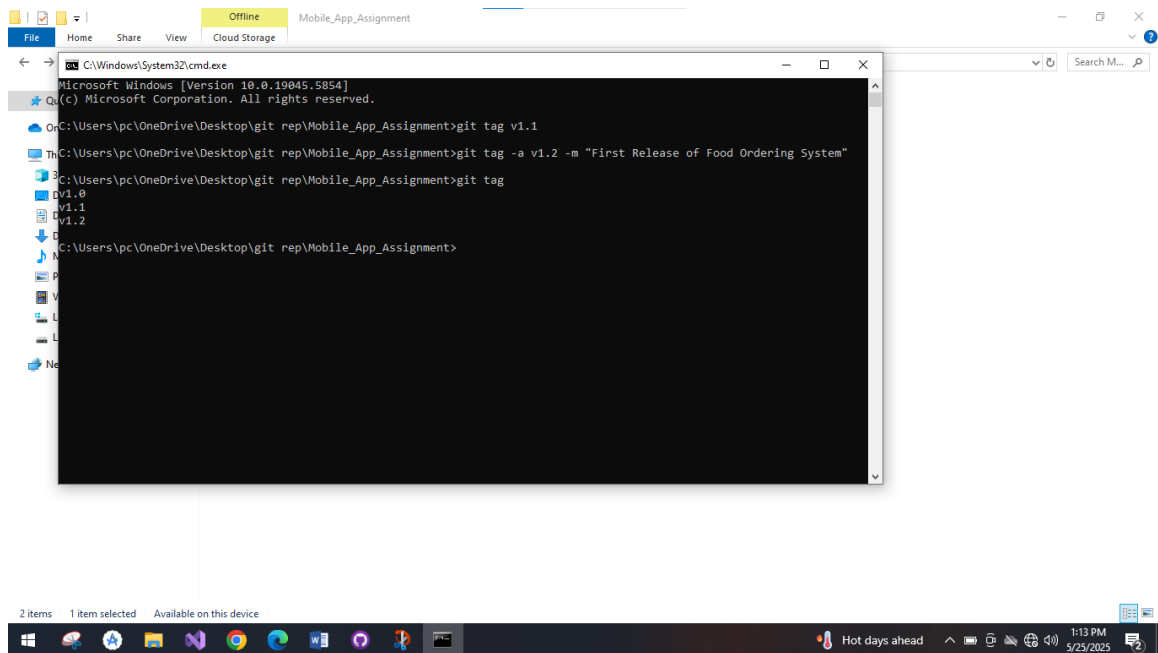 Offline
Mobile_App_Assignment
File
Home
Share
View
Cloud Storage
C:\Windows\System32\cmd.exe
Search M...
Microsoft Windows [Version 10.0.19045.5854]
(c) Microsoft Corporation. All rights reserved.
C:\Users\pc\OneDrive\Desktop\git rep\Mobile_App_Assignment>git tag v1.1
C:\Users\pc\OneDrive\Desktop\git rep\Mobile_App_Assignment>git tag -a v1.2 -m "First Release of Food Ordering System"
C:\Users\pc\OneDrive\Desktop\git rep\Mobile_App_Assignment>git tag
v1.0
v1.1
v1.2
C:\Users\pc\OneDrive\Desktop\git rep\Mobile_App_Assignment>
2 items
1 item selected
Available on this device
Hot days ahead
1:13 PM
5/25/2025
2